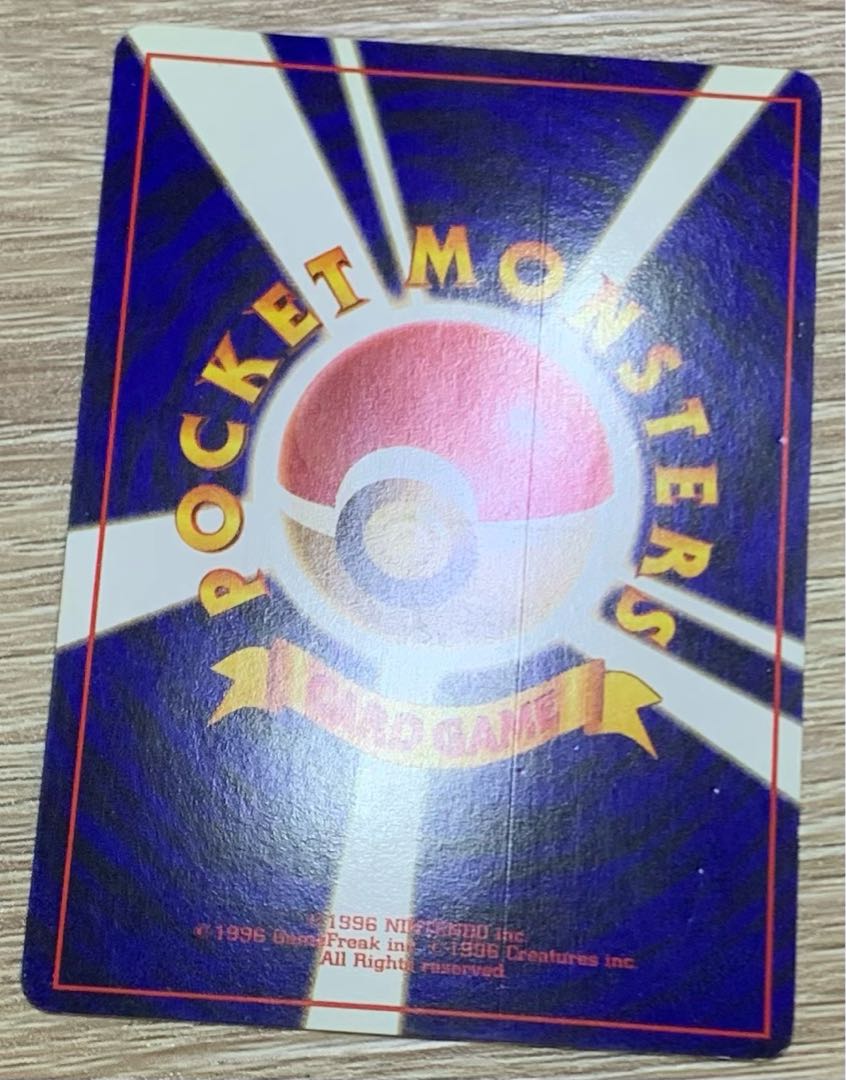 POCKET MONSTERS
CARD GAME
©1996 NINTENDO inc.
©1996 GameFreak inc. ©1996 Creatures inc.
All Rights reserved.